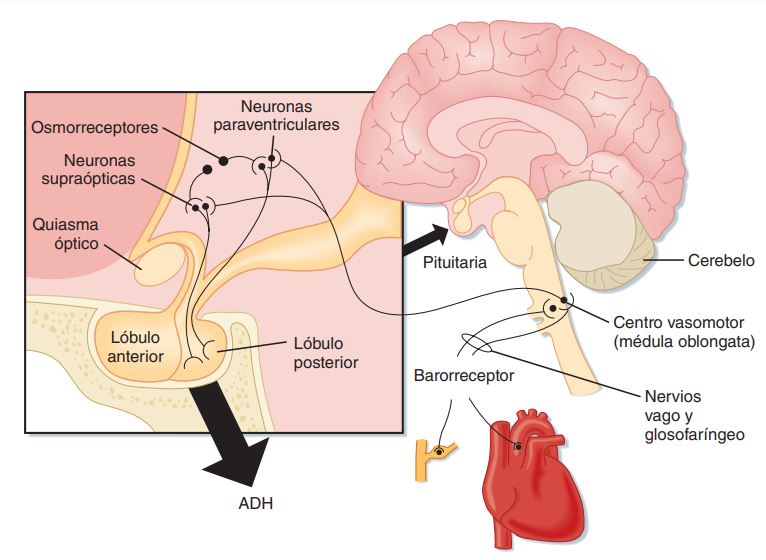 Osmorreceptores
Neuronas
paraventriculares
Neuronas
supraópticas
Quiasma
óptico
Lóbulo
anterior
Lóbulo
posterior
ADH
Pituitaria
Cerebelo
Centro vasomotor
(médula oblongata)
Barorreceptor
Nervios
vago y
glosofaríngeo